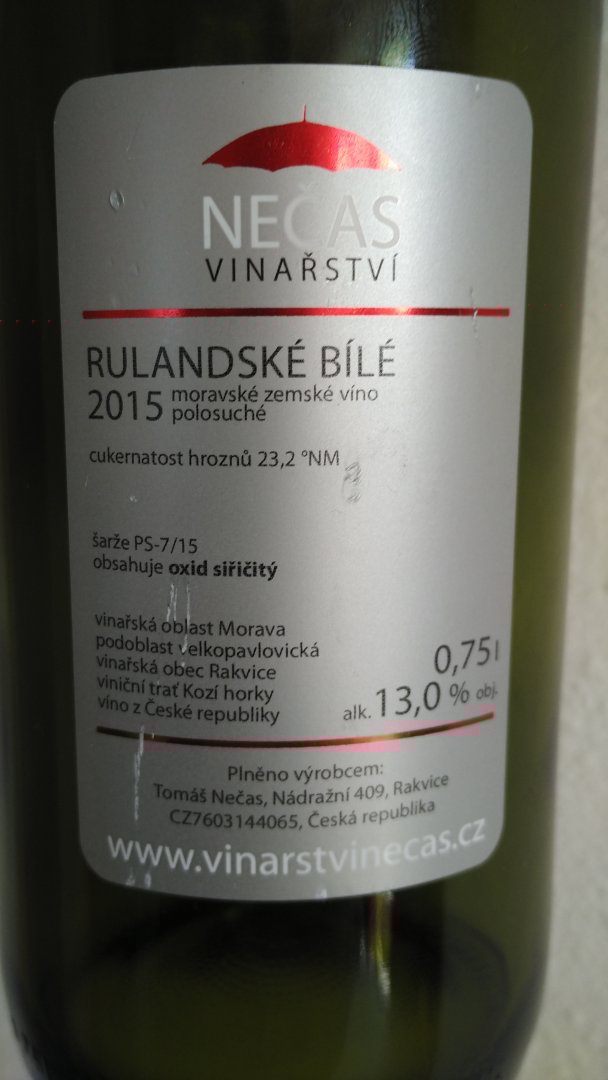 NEČAS
VINAŘSTVÍ
RULANDSKÉ BÍLÉ
2015 moravské zemské víno
polosuché
cukernatost hroznů 23,2 °NM
šarže PS-7/15
obsahuje oxid siřičitý
vinařská oblast Morava
podoblast velkopavlovická
vinařská obec Rakvice
viniční trať Kozí horky
víno z České republiky
0,75l
alk. 13,0 % obj.
Plněno výrobcem:
Tomáš Nečas, Nádražní 409, Rakvice
CZ7603144065, Česká republika
www.vinarstvinecas.cz